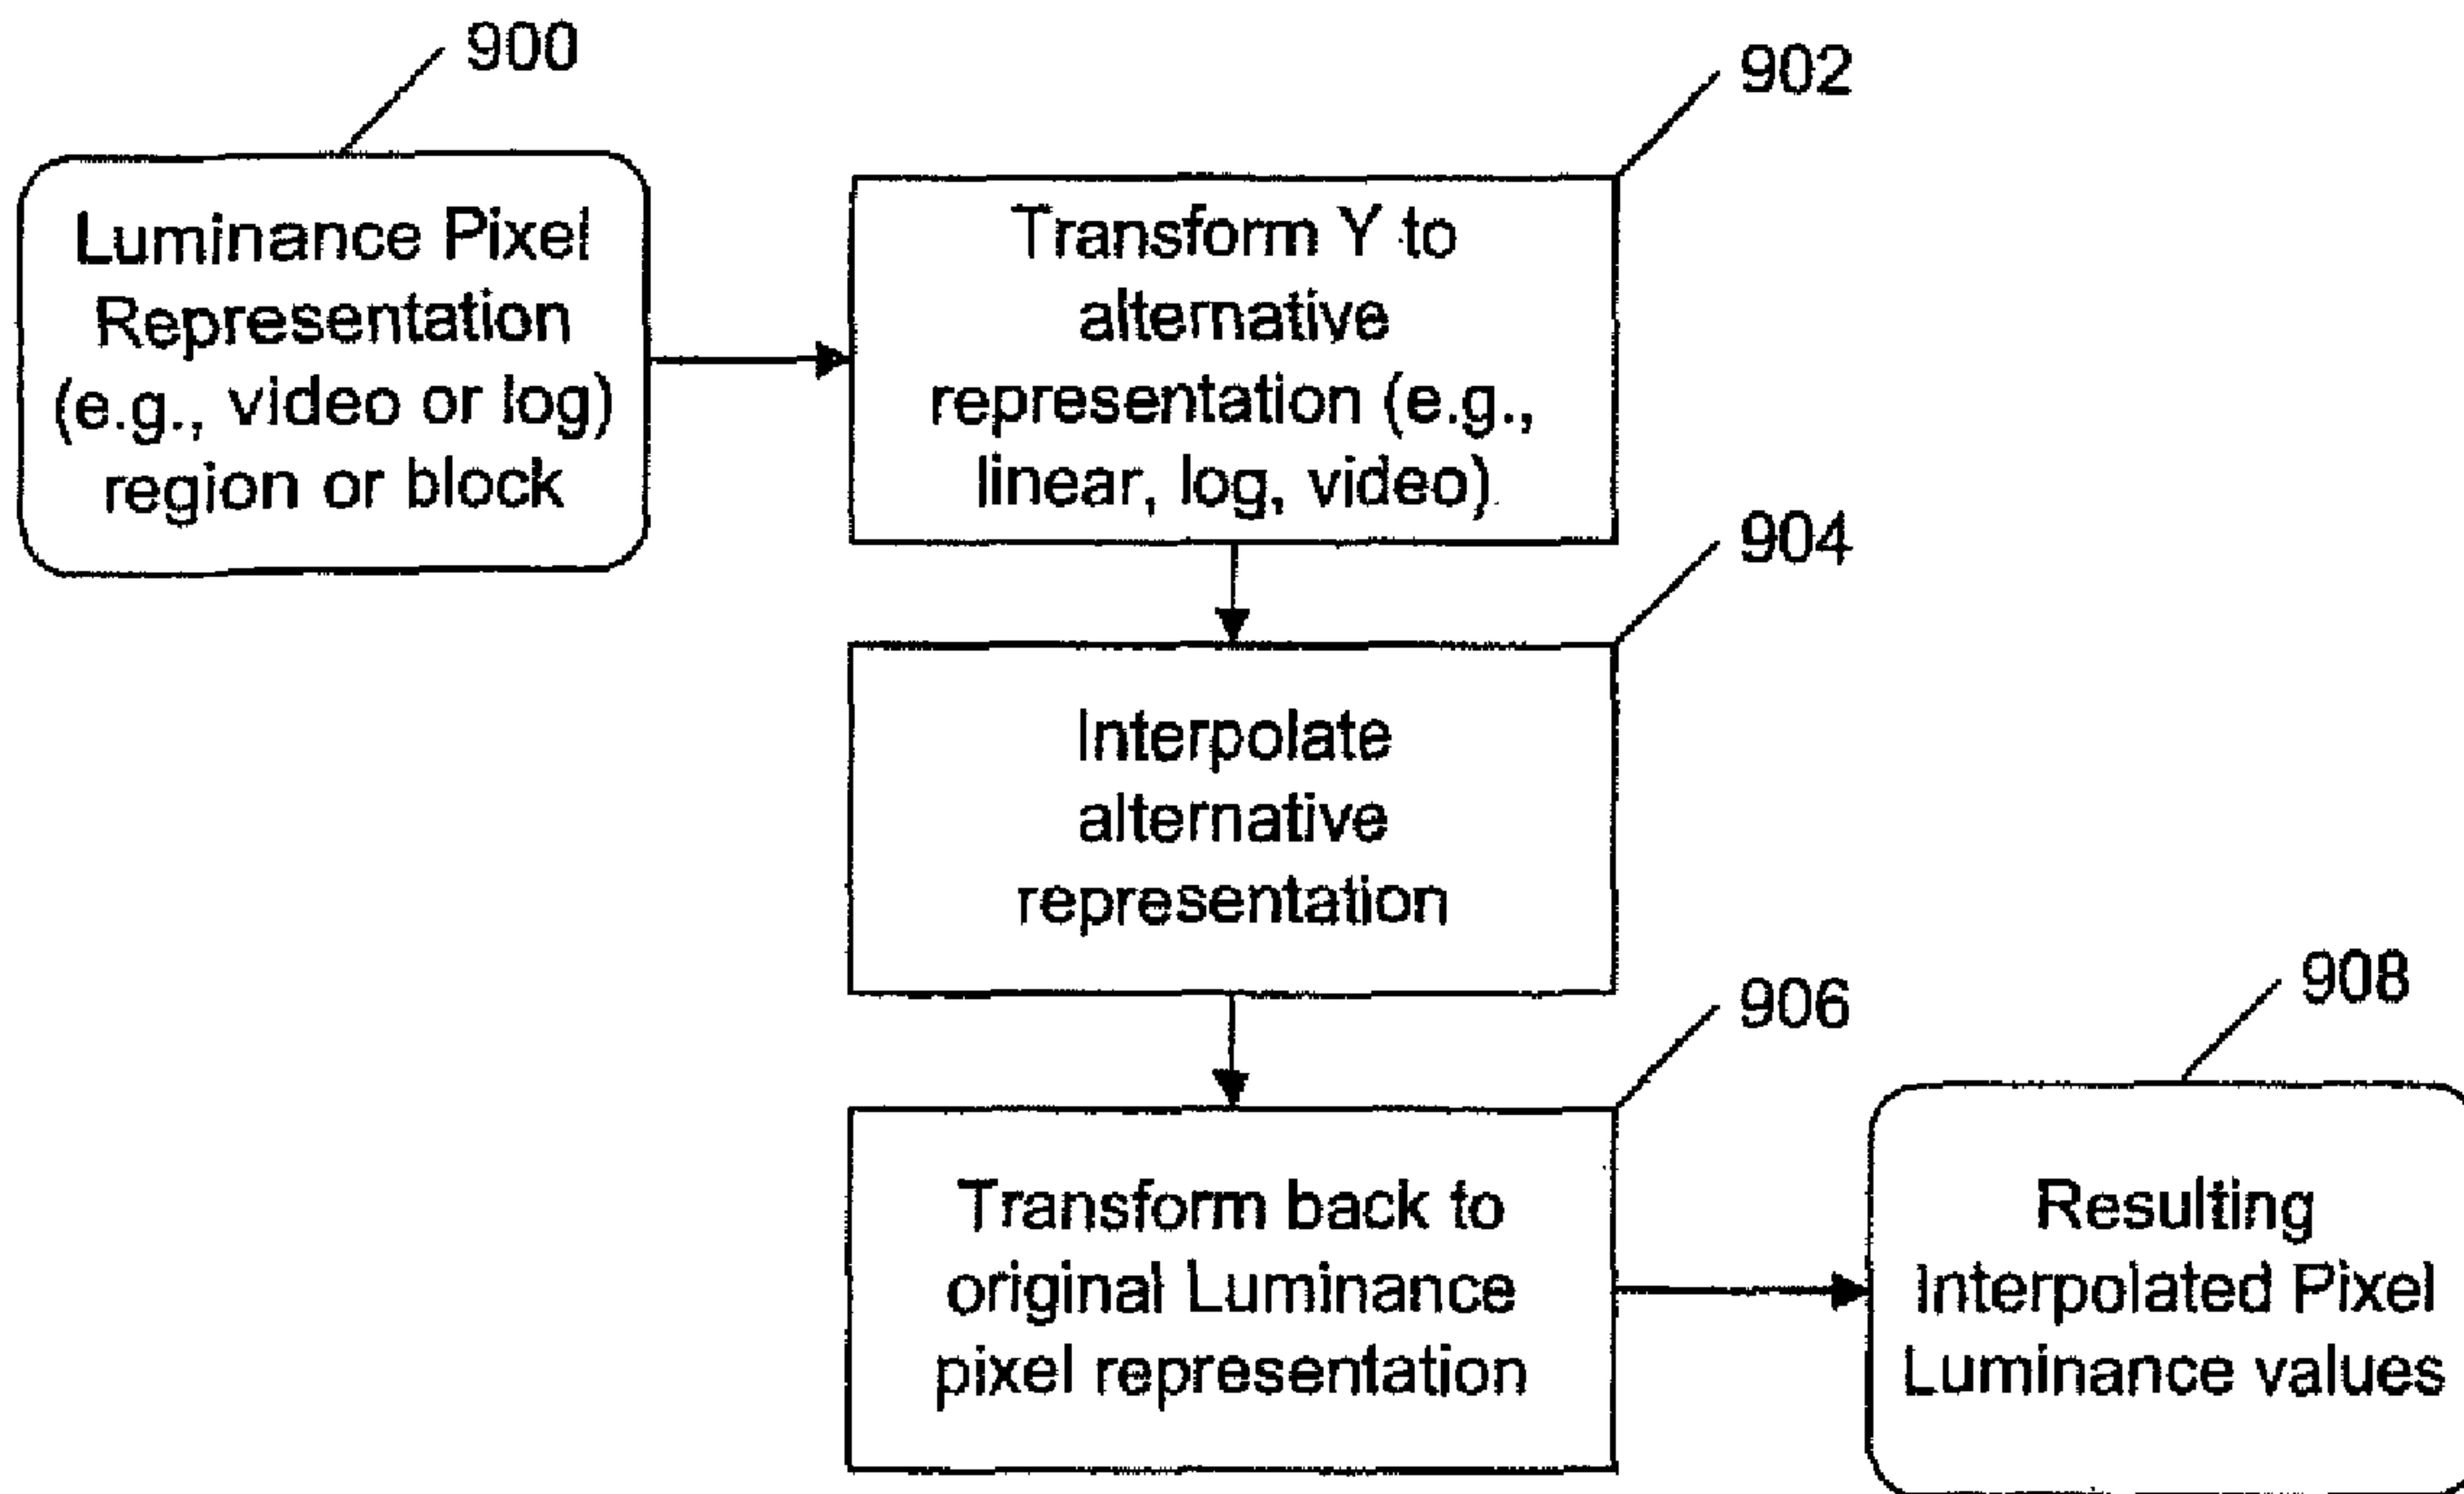 900
Luminance Pixel
Representation
(e.g., video or log)
region or block
902
Transform Y to
alternative
representation (e.g.,
linear, log, video)
904
Interpolate
alternative
representation
906
Transform back to
original Luminance
pixel representation
908
Resulting
Interpolated Pixel
Luminance values